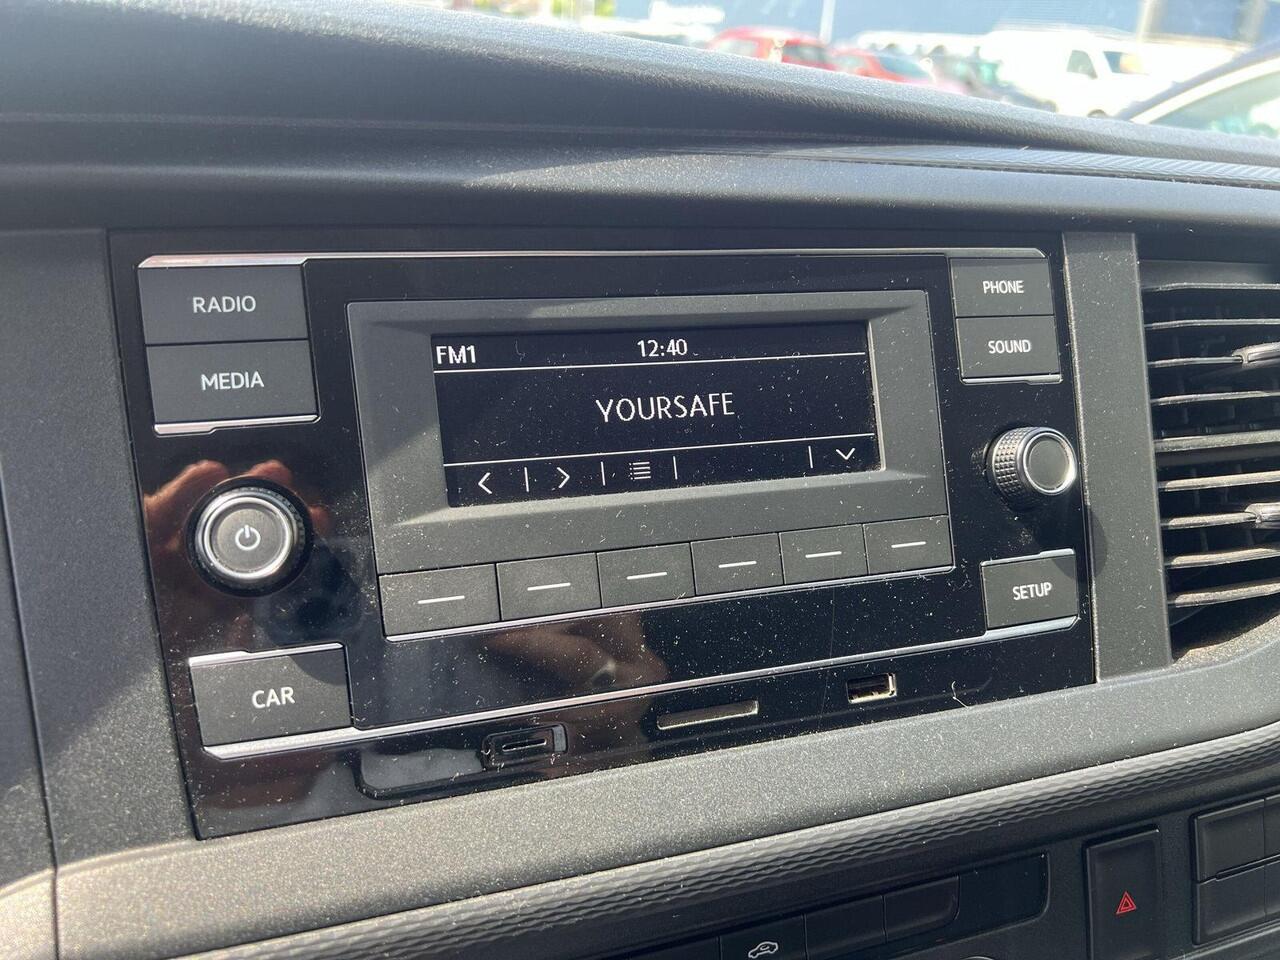 RADIO
MEDIA
FM1 12:40
YOURSAFE
PHONE
SOUND
SETUP
CAR